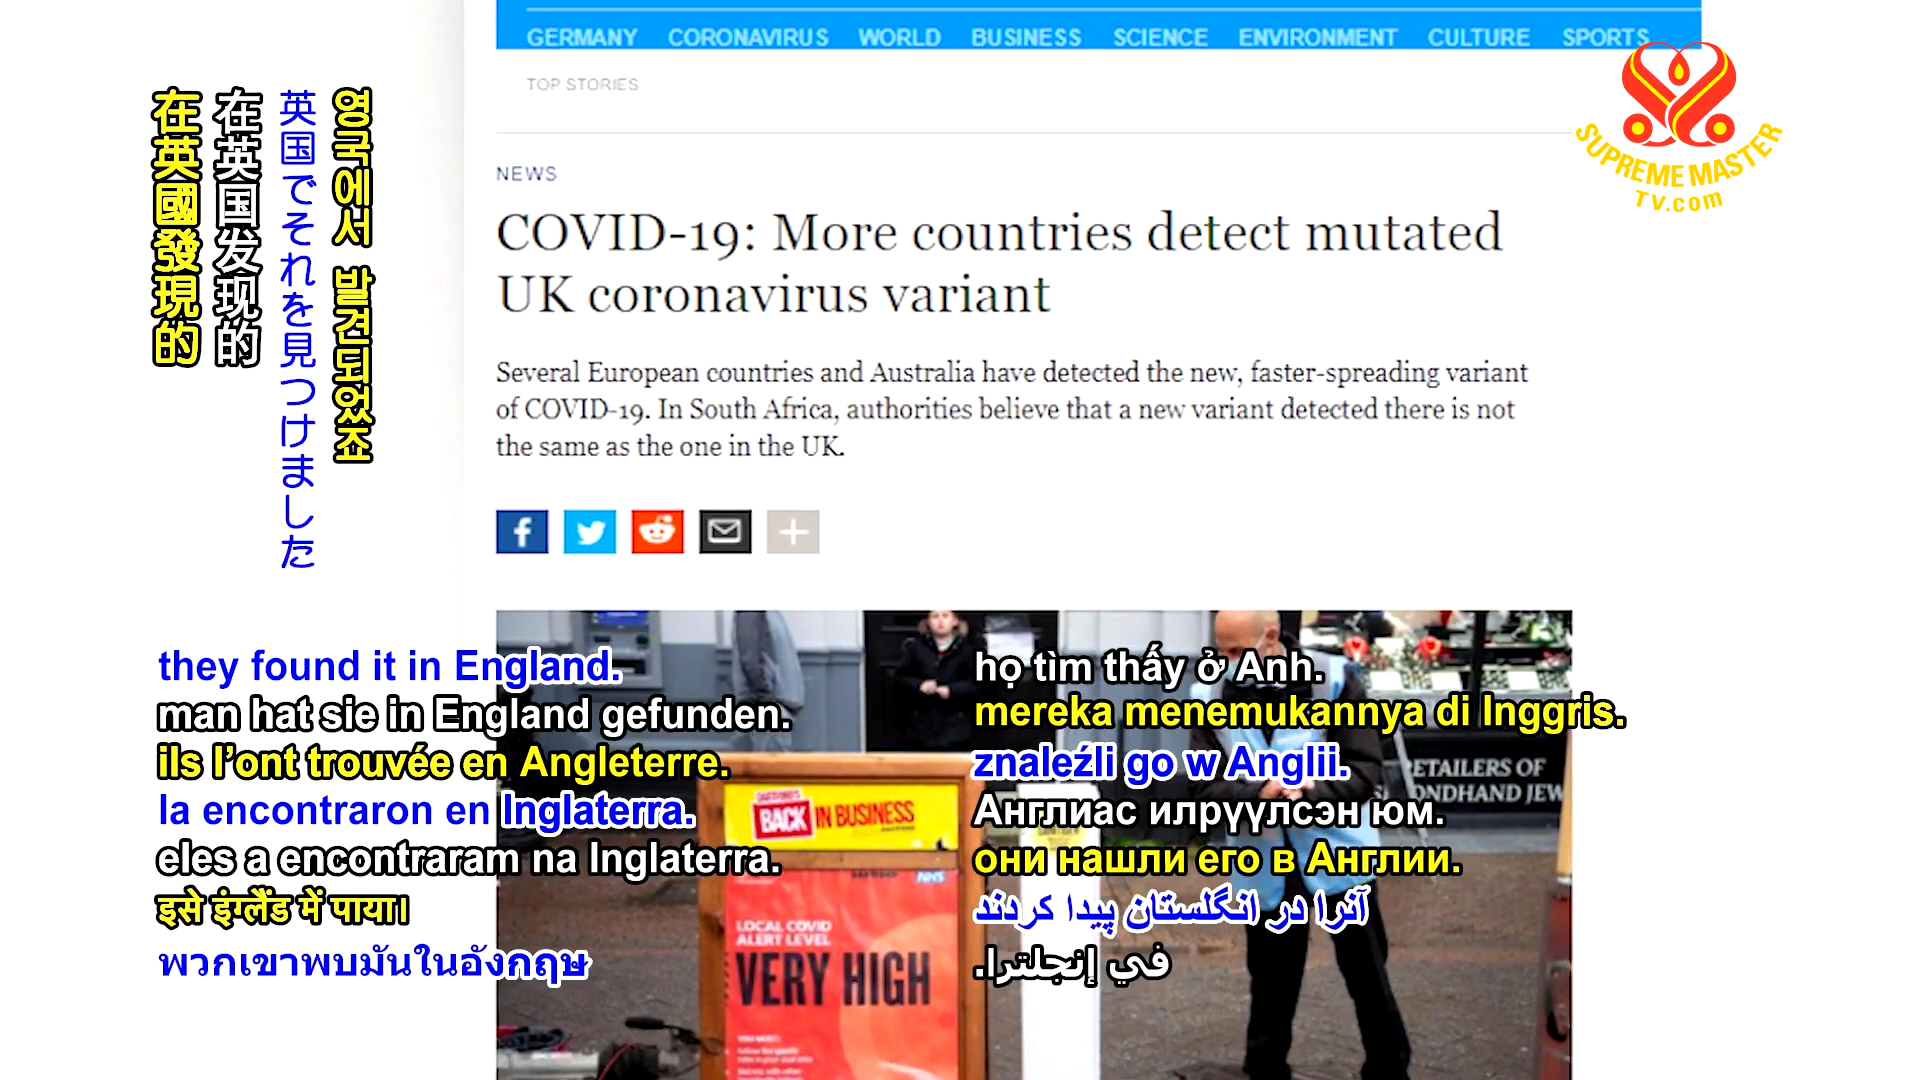 GERMANY CORONAVIRUS WORLD BUSINESS SCIENCE ENVIRONMENT CULTURE SPORTS
TOP STORIES
SUPREME MASTER
TV.com
NEWS
COVID-19: More countries detect mutated
UK coronavirus variant
Several European countries and Australia have detected the new, faster-spreading variant
of COVID-19. In South Africa, authorities believe that a new variant detected there is not
the same as the one in the UK.
영국에서 발견되었죠
英国でそれを見つけました
在英国发现的
在英國發現的
they found it in England.
man hat sie in England gefunden.
ils l’ont trouvée en Angleterre.
la encontraron en Inglaterra.
eles a encontraram na Inglaterra.
इसे इंग्लैंड में पाया।
พวกเขาพบมันในอังกฤษ
họ tìm thấy ở Anh.
mereka menemukannya di Inggris.
znaleźli go w Anglii.
Англиас илрүүлсэн юм.
они нашли его в Англии.
آنرا در انگلستان پیدا کردند
في إنجلترا.
BACK IN BUSINESS
NHS
LOCAL COVID
ALERT LEVEL
VERY HIGH
RETAILERS OF
SECONDHAND JEW